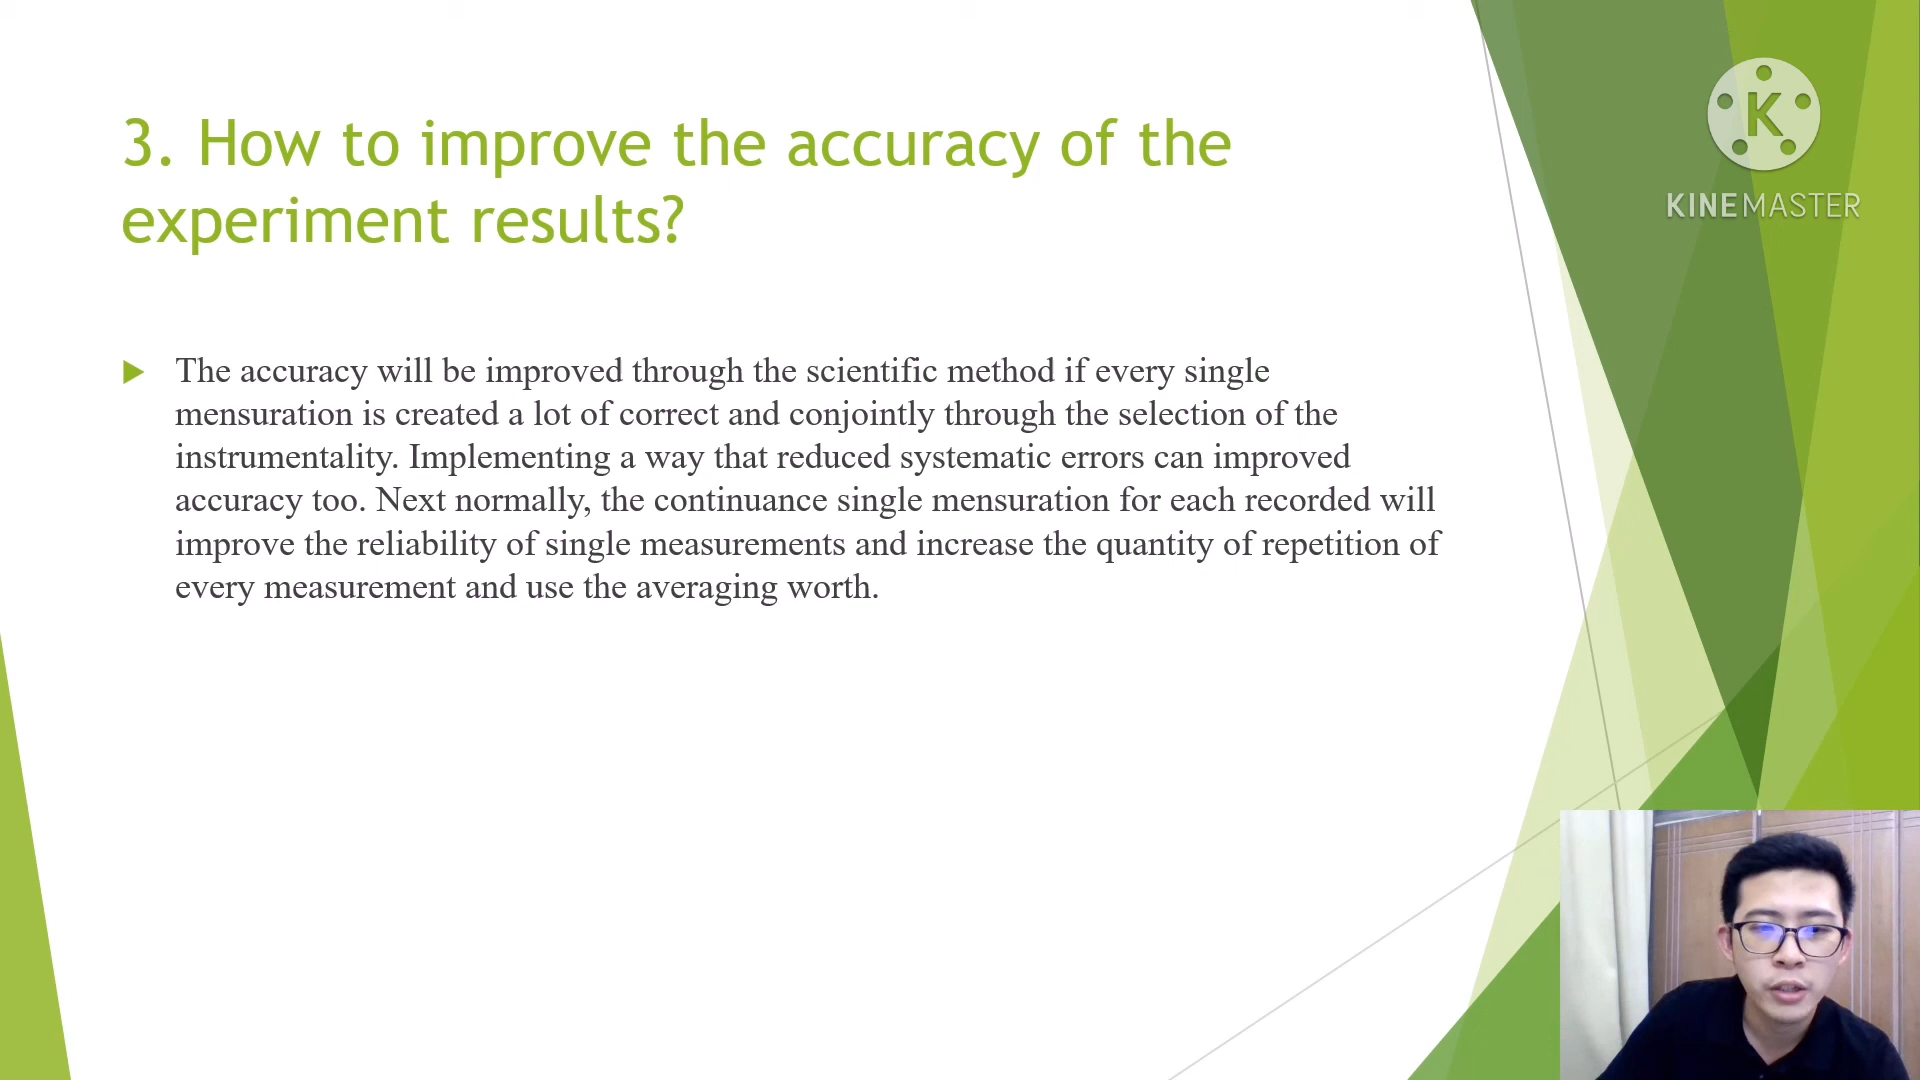 3. How to improve the accuracy of the
experiment results?
The accuracy will be improved through the scientific method if every single
mensuration is created a lot of correct and conjointly through the selection of the
instrumentality. Implementing a way that reduced systematic errors can improved
accuracy too. Next normally, the continuance single mensuration for each recorded will
improve the reliability of single measurements and increase the quantity of repetition of
every measurement and use the averaging worth.
K
KINEMASTER